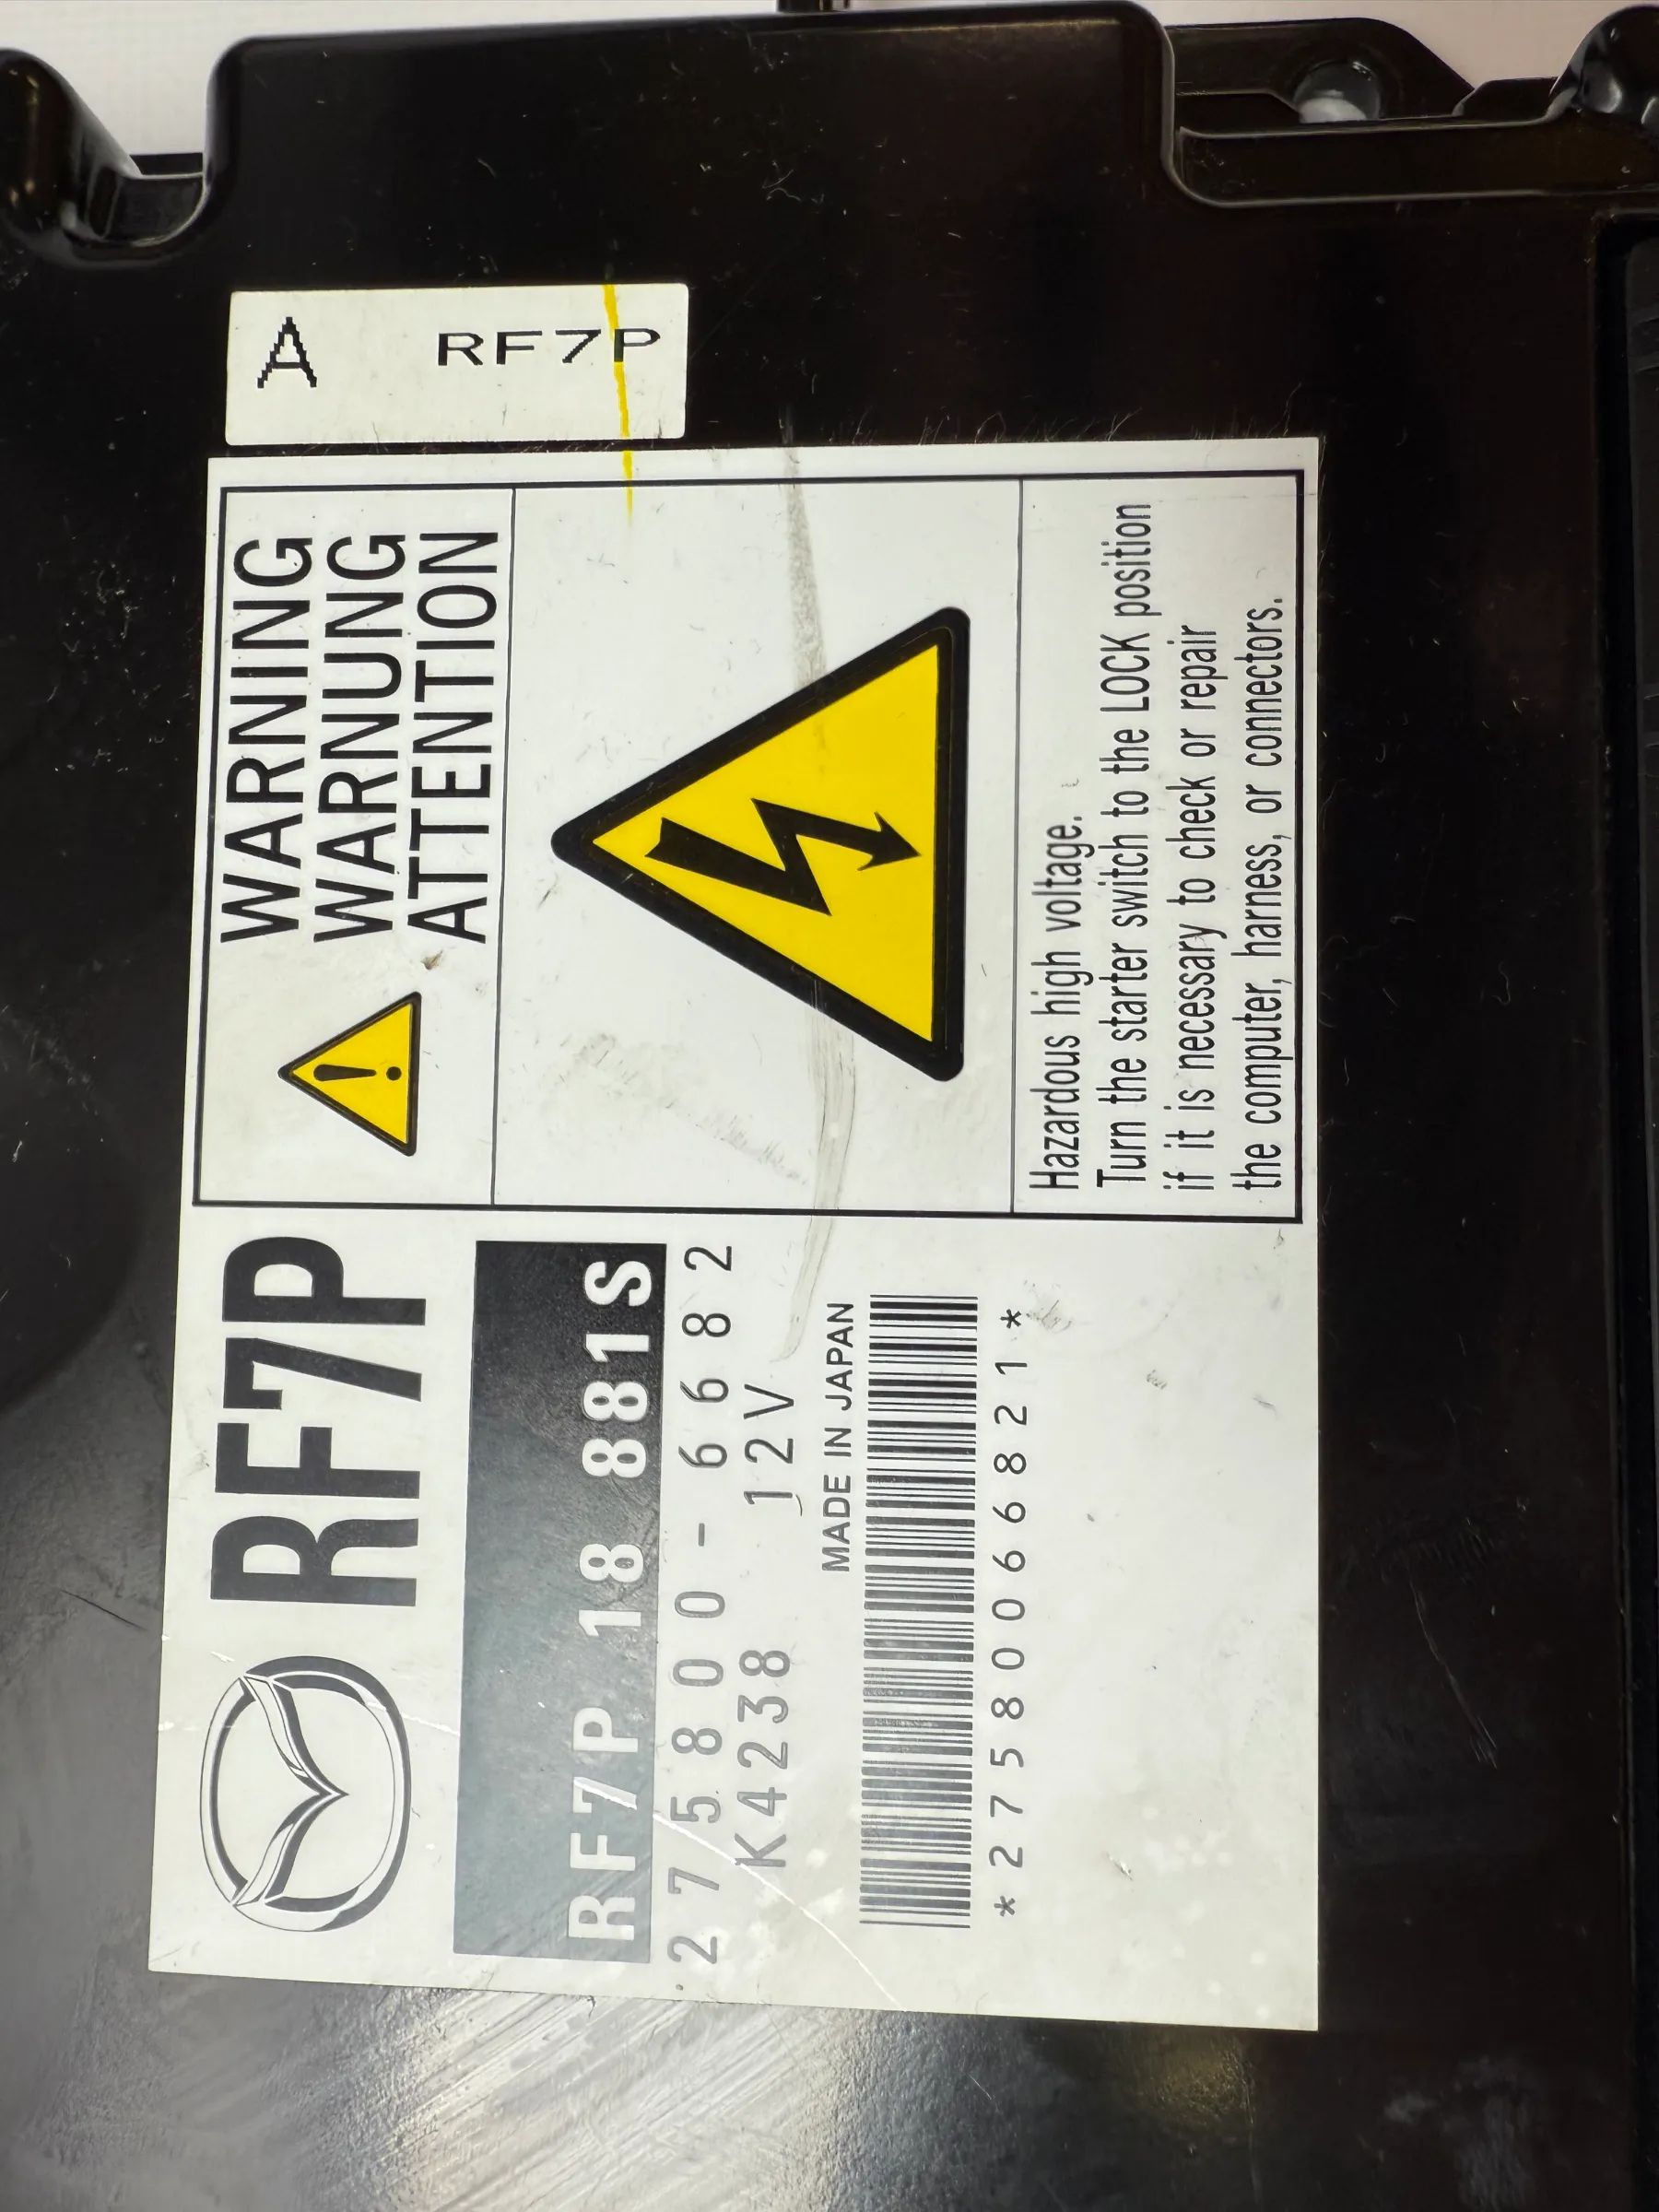 RF7P
RF7P 18 881S
275800-6682
K4238 12V
MADE IN JAPAN
*27580066821*
WARNING
WARNUNG
ATTENTION
Hazardous high voltage.
Turn the starter switch to the LOCK position
if it is necessary to check or repair
the computer, harness, or connectors.
A RF7P